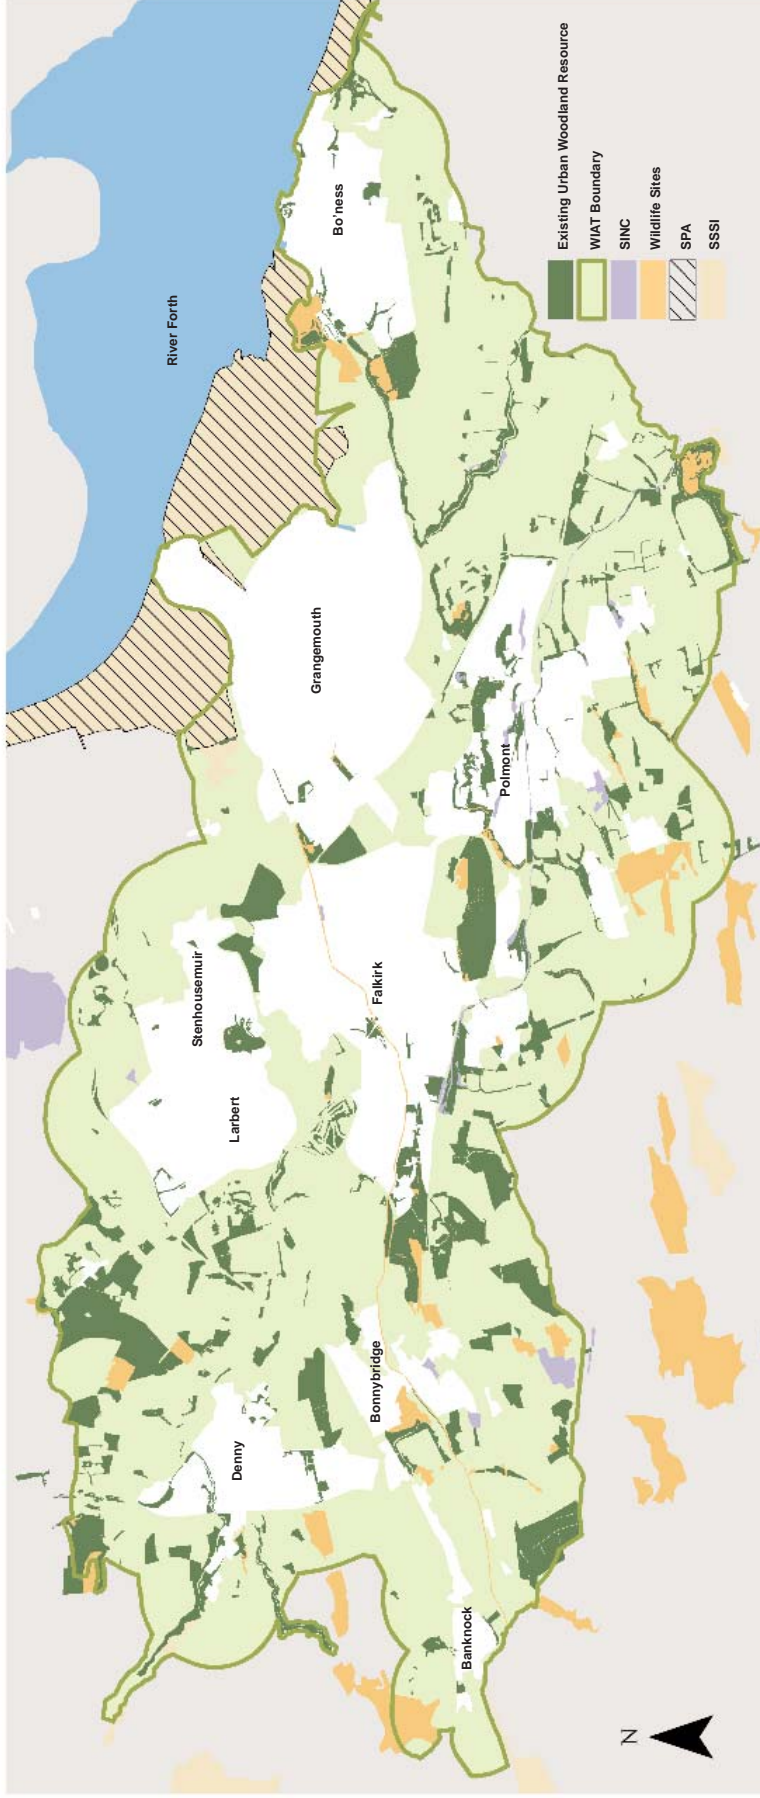 River Forth
Bo'ness
Grangemouth
Polmont
Stenhousemuir
Falkirk
Larbert
Denny
Bonnybridge
Banknock
N
Existing Urban Woodland Resource
WIAT Boundary
SINC
Wildlife Sites
SPA
SSSI